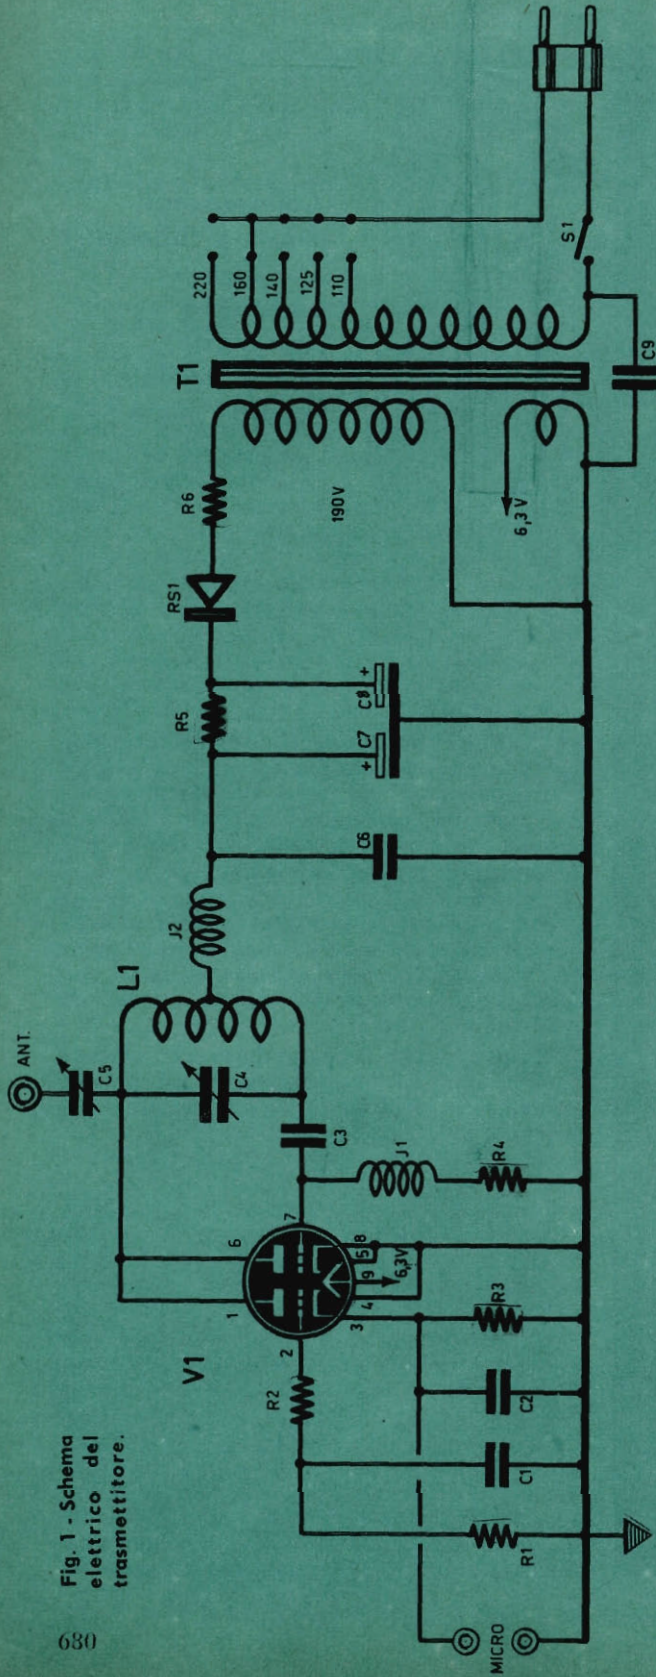 Fig. 1 - Schema
elettrico del
trasmettitore.
680
ANT.
C5
L1
C4
J2
C3
J1
R4
V1
1
6
2
7
3
4
9
5
8
6,3V
R2
R3
C2
C1
R1
MICRO
C6
C7
+
C8
+
R5
RS1
R6
190V
6,3 V
T1
220
160
140
125
110
S1
C9